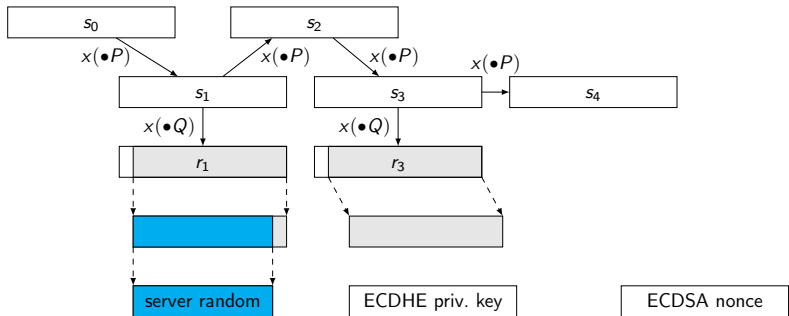 s₀ s₂
x(•P) x(•P) x(•P) x(•P)
s₁ s₃ s₄
x(•Q) x(•Q)
r₁ r₃
server random ECDHE priv. key ECDSA nonce